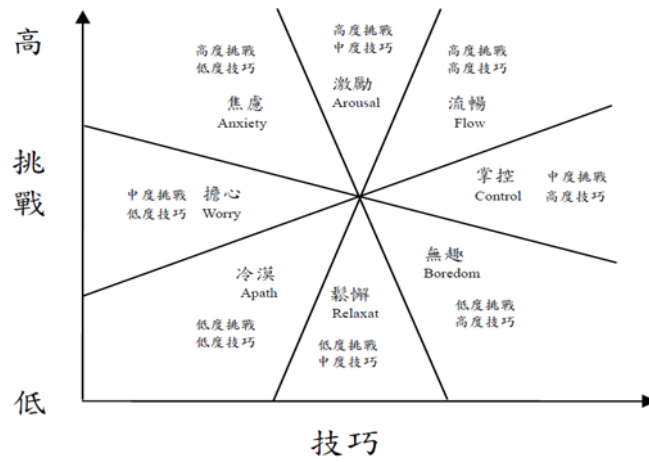 高
挑
戰
低
技巧
高度挑戰
低度技巧
焦慮
Anxiety
高度挑戰
中度技巧
激勵
Arousal
高度挑戰
高度技巧
流暢
Flow
中度挑戰
低度技巧
擔心
Worry
掌控
Control
中度挑戰
高度技巧
冷漠
Apath
低度挑戰
低度技巧
鬆懈
Relaxat
低度挑戰
中度技巧
無趣
Boredom
低度挑戰
高度技巧